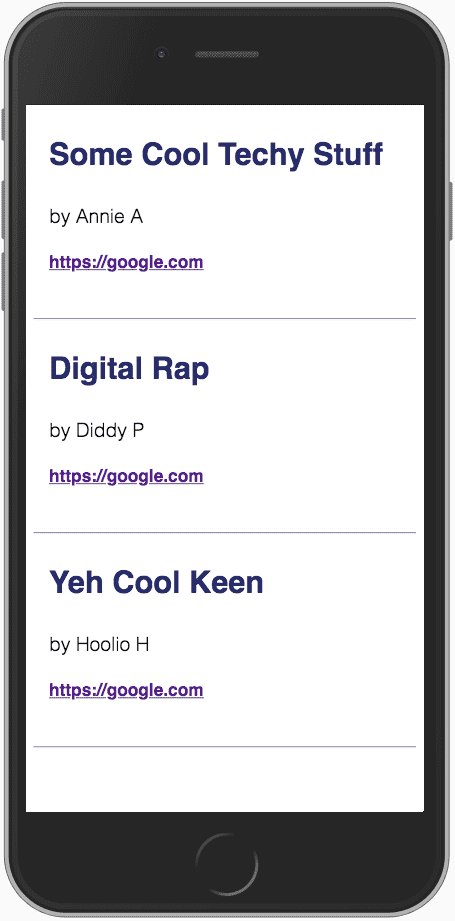 Some Cool Techy Stuff
by Annie A
https://google.com
Digital Rap
by Diddy P
https://google.com
Yeh Cool Keen
by Hoolio H
https://google.com